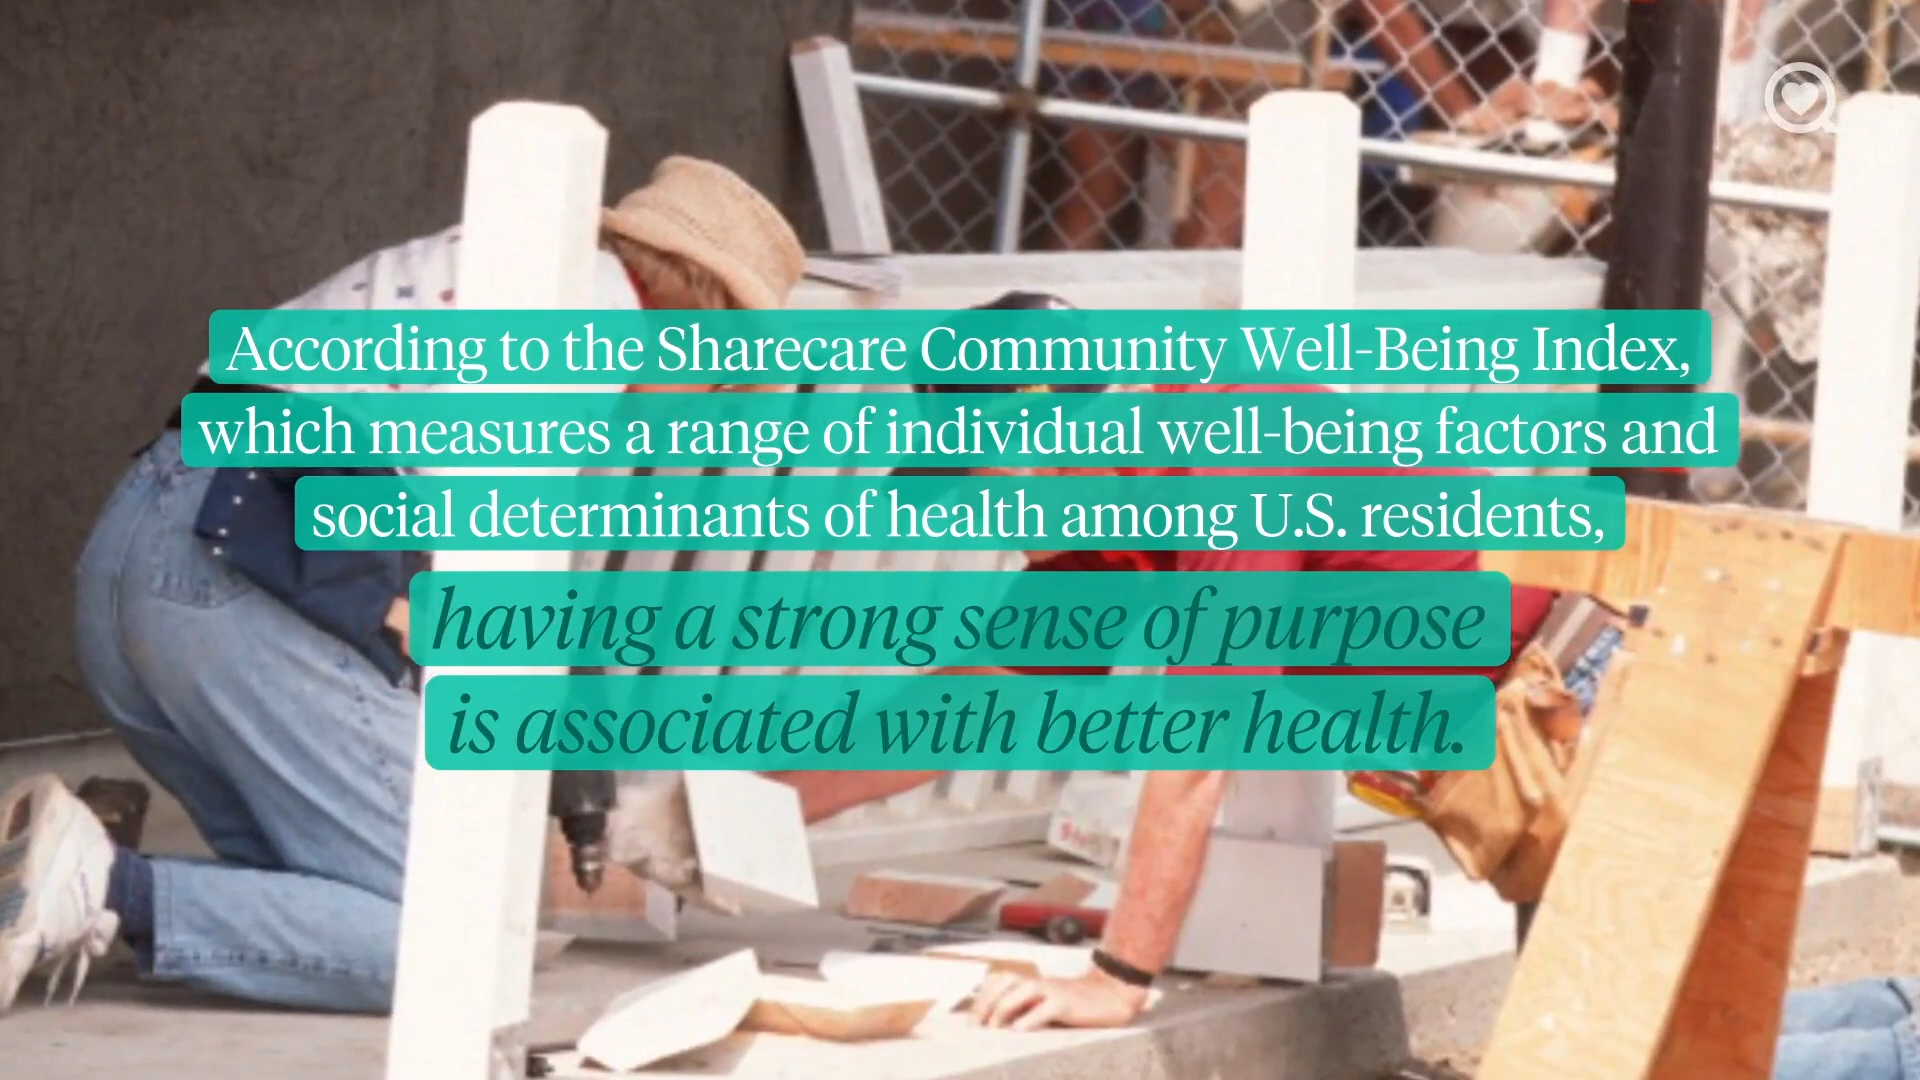 According to the Sharecare Community Well-Being Index,
which measures a range of individual well-being factors and
social determinants of health among U.S. residents,
having a strong sense of purpose
is associated with better health.